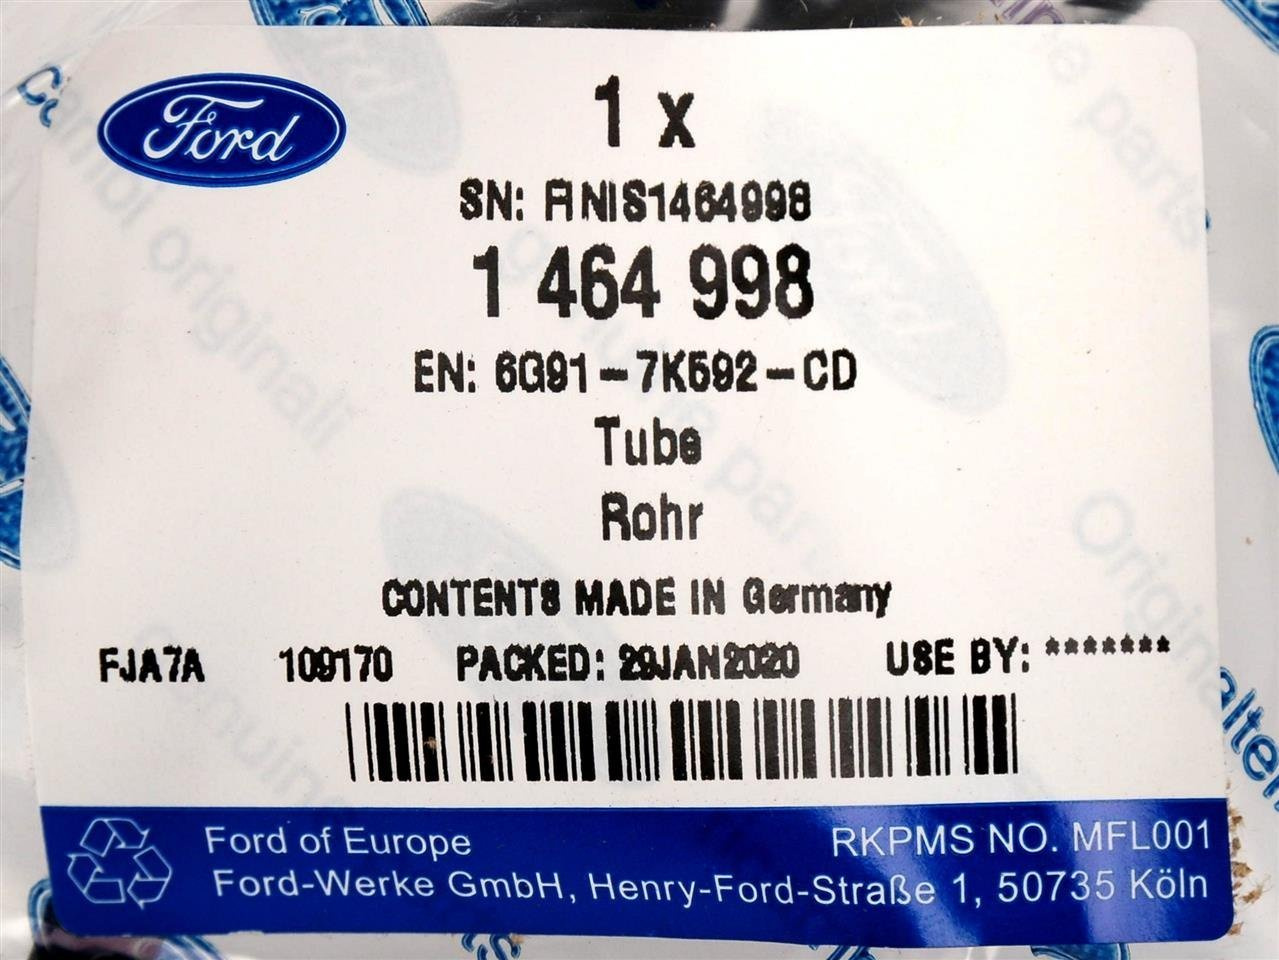 Ford
1 x
SN: FINIS1464998
1 464 998
EN: 6G91-7K592-CD
Tube
Rohr
CONTENTS MADE IN Germany
FJA7A 109170 PACKED: 29JAN2020 USE BY: *******
Ford of Europe RKPMS NO. MFL001
Ford-Werke GmbH, Henry-Ford-Straße 1, 50735 Köln